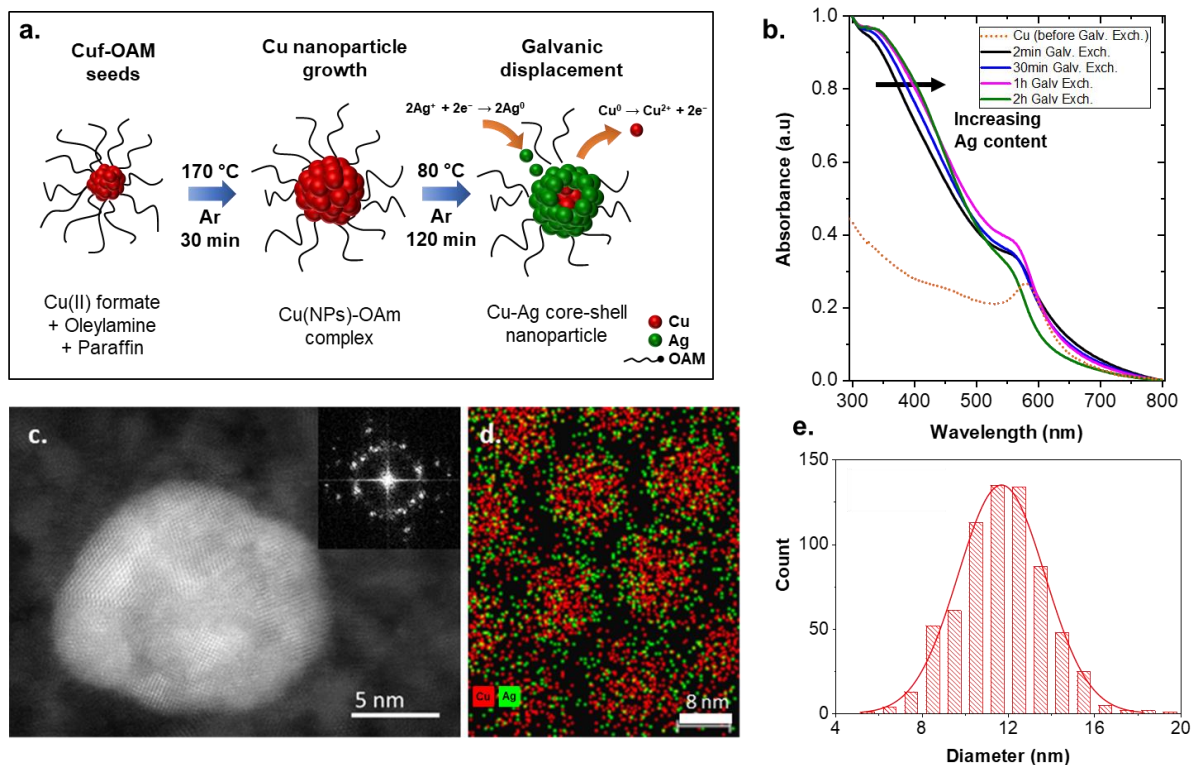 a.
Cuf-OAM
seeds
Cu nanoparticle
growth
Galvanic
displacement
2Ag⁺ + 2e⁻ → 2Ag⁰
Cu⁰ → Cu²⁺ + 2e⁻
170 °C
Ar
30 min
80 °C
Ar
120 min
Cu(II) formate
+ Oleylamine
+ Paraffin
Cu(NPs)-OAm
complex
Cu-Ag core-shell
nanoparticle
Cu
Ag
OAM
b.
Cu (before Galv. Exch.)
2min Galv. Exch.
30min Galv. Exch.
1h Galv Exch.
2h Galv Exch.
Increasing
Ag content
Absorbance (a.u)
1.0
0.8
0.6
0.4
0.2
0.0
300 400 500 600 700 800
Wavelength (nm)
c.
5 nm
d.
Cu Ag
8 nm
e.
Count
150
100
50
0
4 8 12 16 20
Diameter (nm)